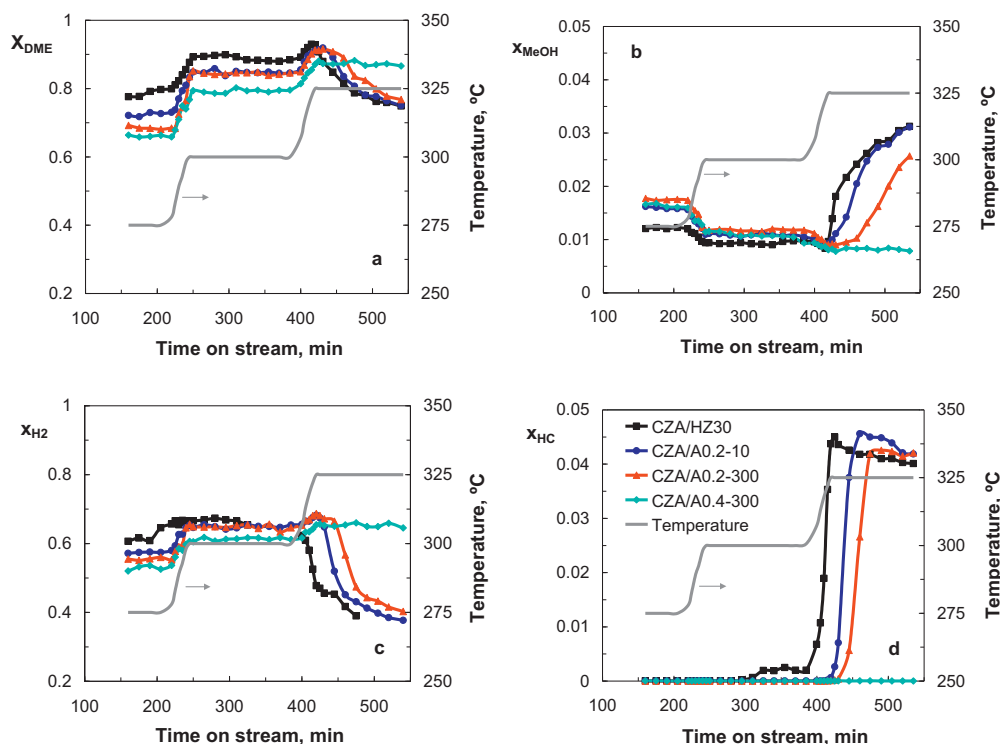 X_DME
1
0.8
0.6
0.4
0.2
350
325
300
275
250
Temperature, ºC
a
100 200 300 400 500
Time on stream, min
x_MeOH
0.05
0.04
0.03
0.02
0.01
0
350
325
300
275
250
Temperature, ºC
b
100 200 300 400 500
Time on stream, min
x_H2
1
0.8
0.6
0.4
0.2
350
325
300
275
250
Temperature, ºC
c
100 200 300 400 500
Time on stream, min
x_HC
0.05
0.04
0.03
0.02
0.01
0
CZA/HZ30
CZA/A0.2-10
CZA/A0.2-300
CZA/A0.4-300
Temperature
350
325
300
275
250
Temperature. ºC
d
100 200 300 400 500
Time on stream, min